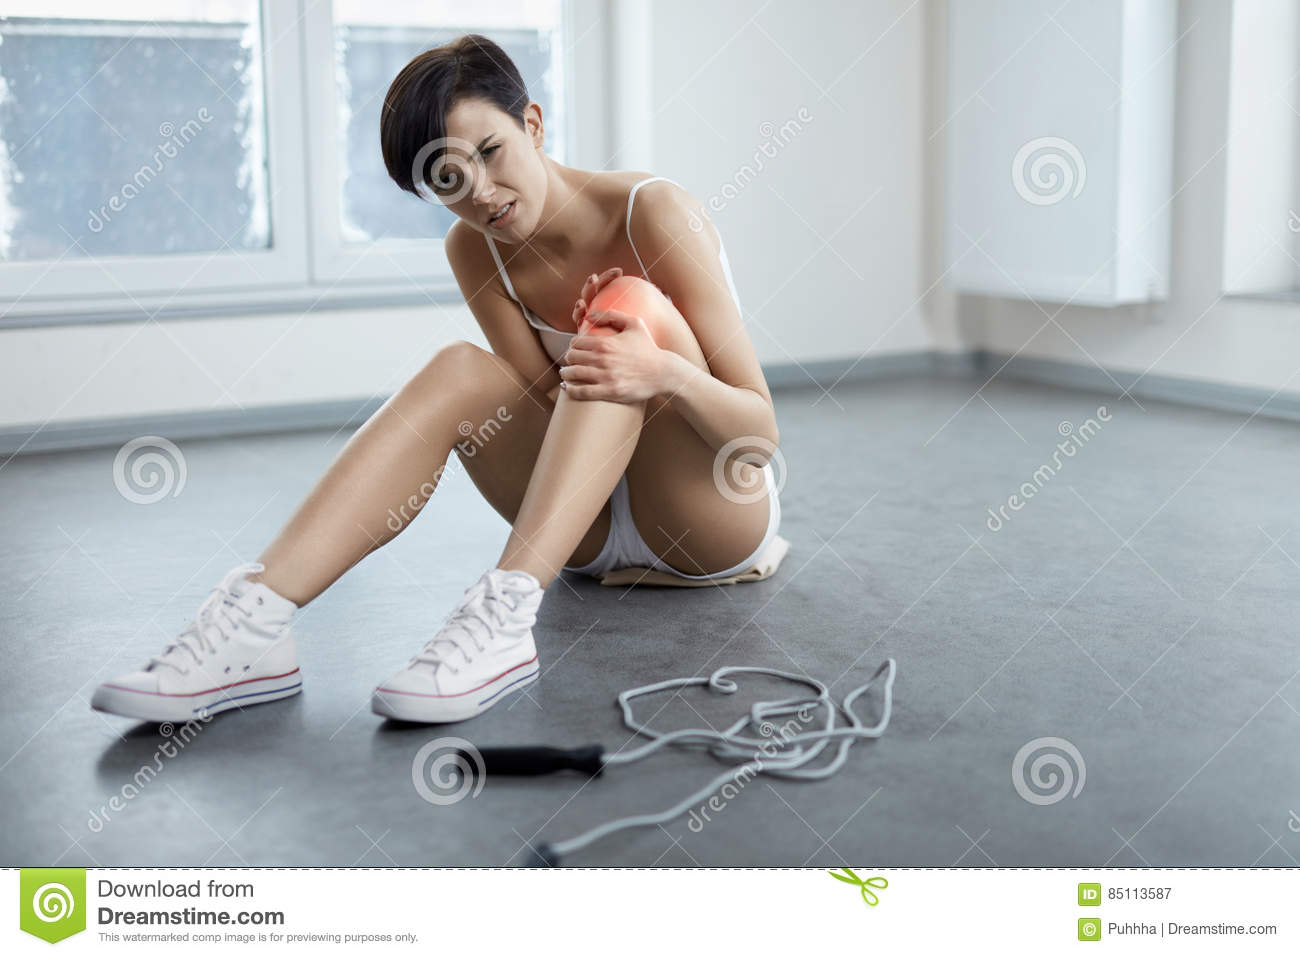 dreamstime.
dreamstime.
dreamstime.
dreamstime.
dreamstime.
dreamstime.
dreamstime.
Download from
Dreamstime.com
This watermarked comp image is for previewing purposes only.
ID 85113587
© Puhhha | Dreamstime.com